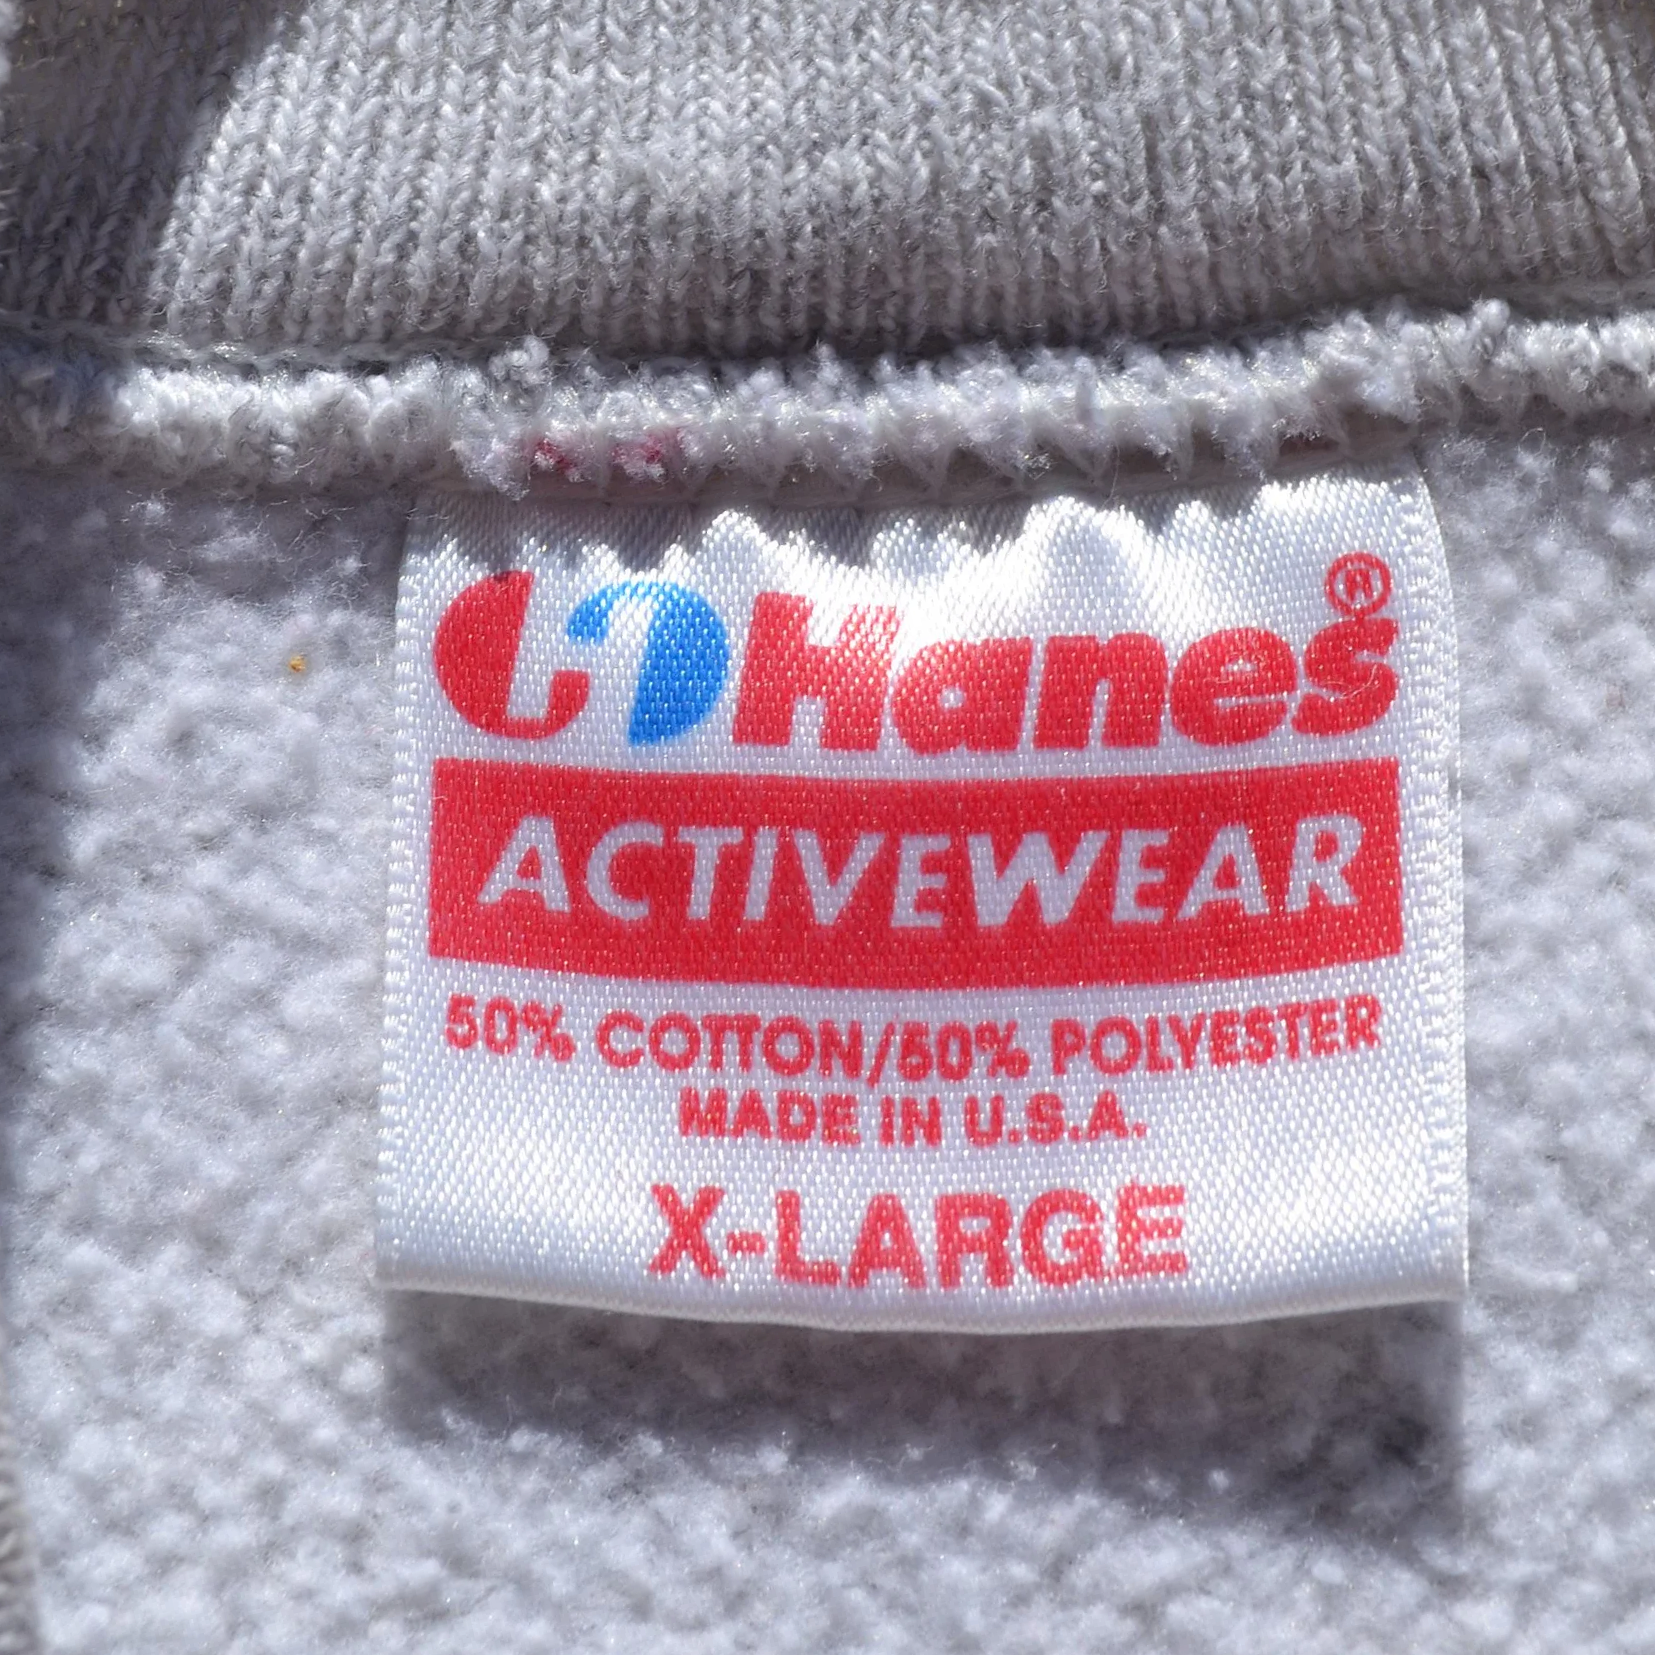 Hanes®
ACTIVEWEAR
50% COTTON/50% POLYESTER
MADE IN U.S.A.
X-LARGE